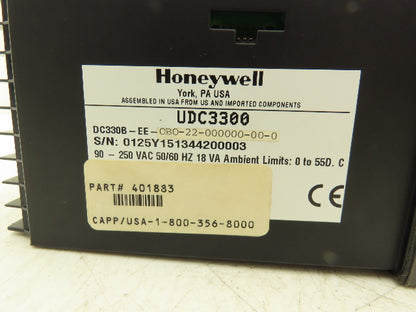 Honeywell
York, PA USA
ASSEMBLED IN USA FROM US AND IMPORTED COMPONENTS
UDC3300
DC330B-EE-0B0-22-000000-00-0
S/N: 0125Y151344200003
90 - 250 VAC 50/60 HZ 18 VA Ambient Limits: 0 to 55D. C
PART# 401883
CE
CAPP/USA-1-800-356-8000